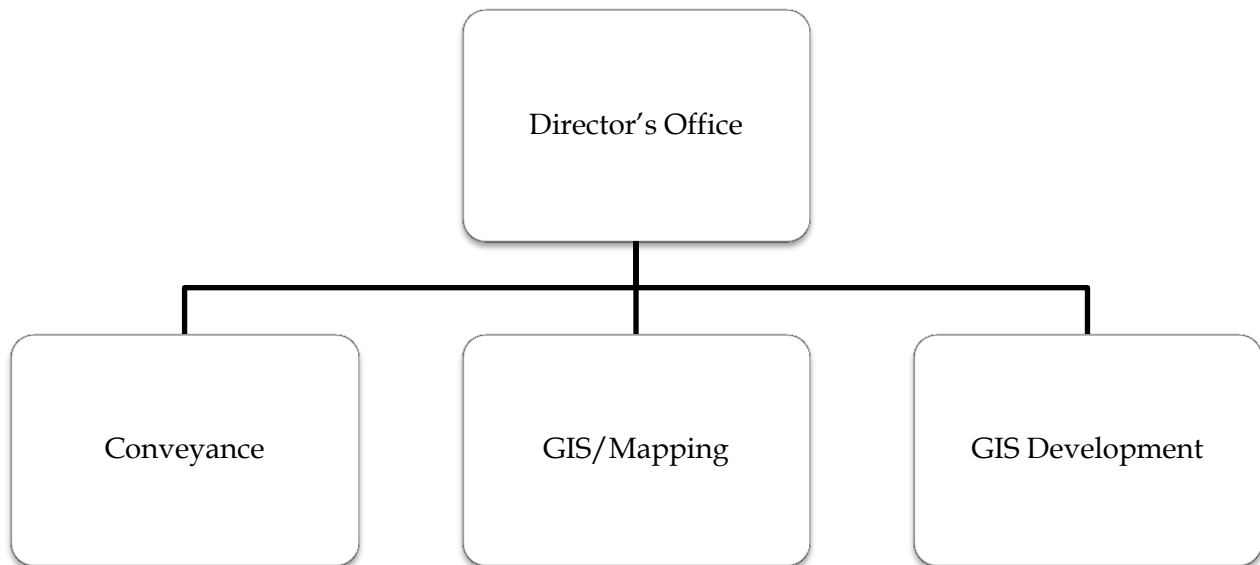 Director’s Office
Conveyance
GIS/Mapping
GIS Development